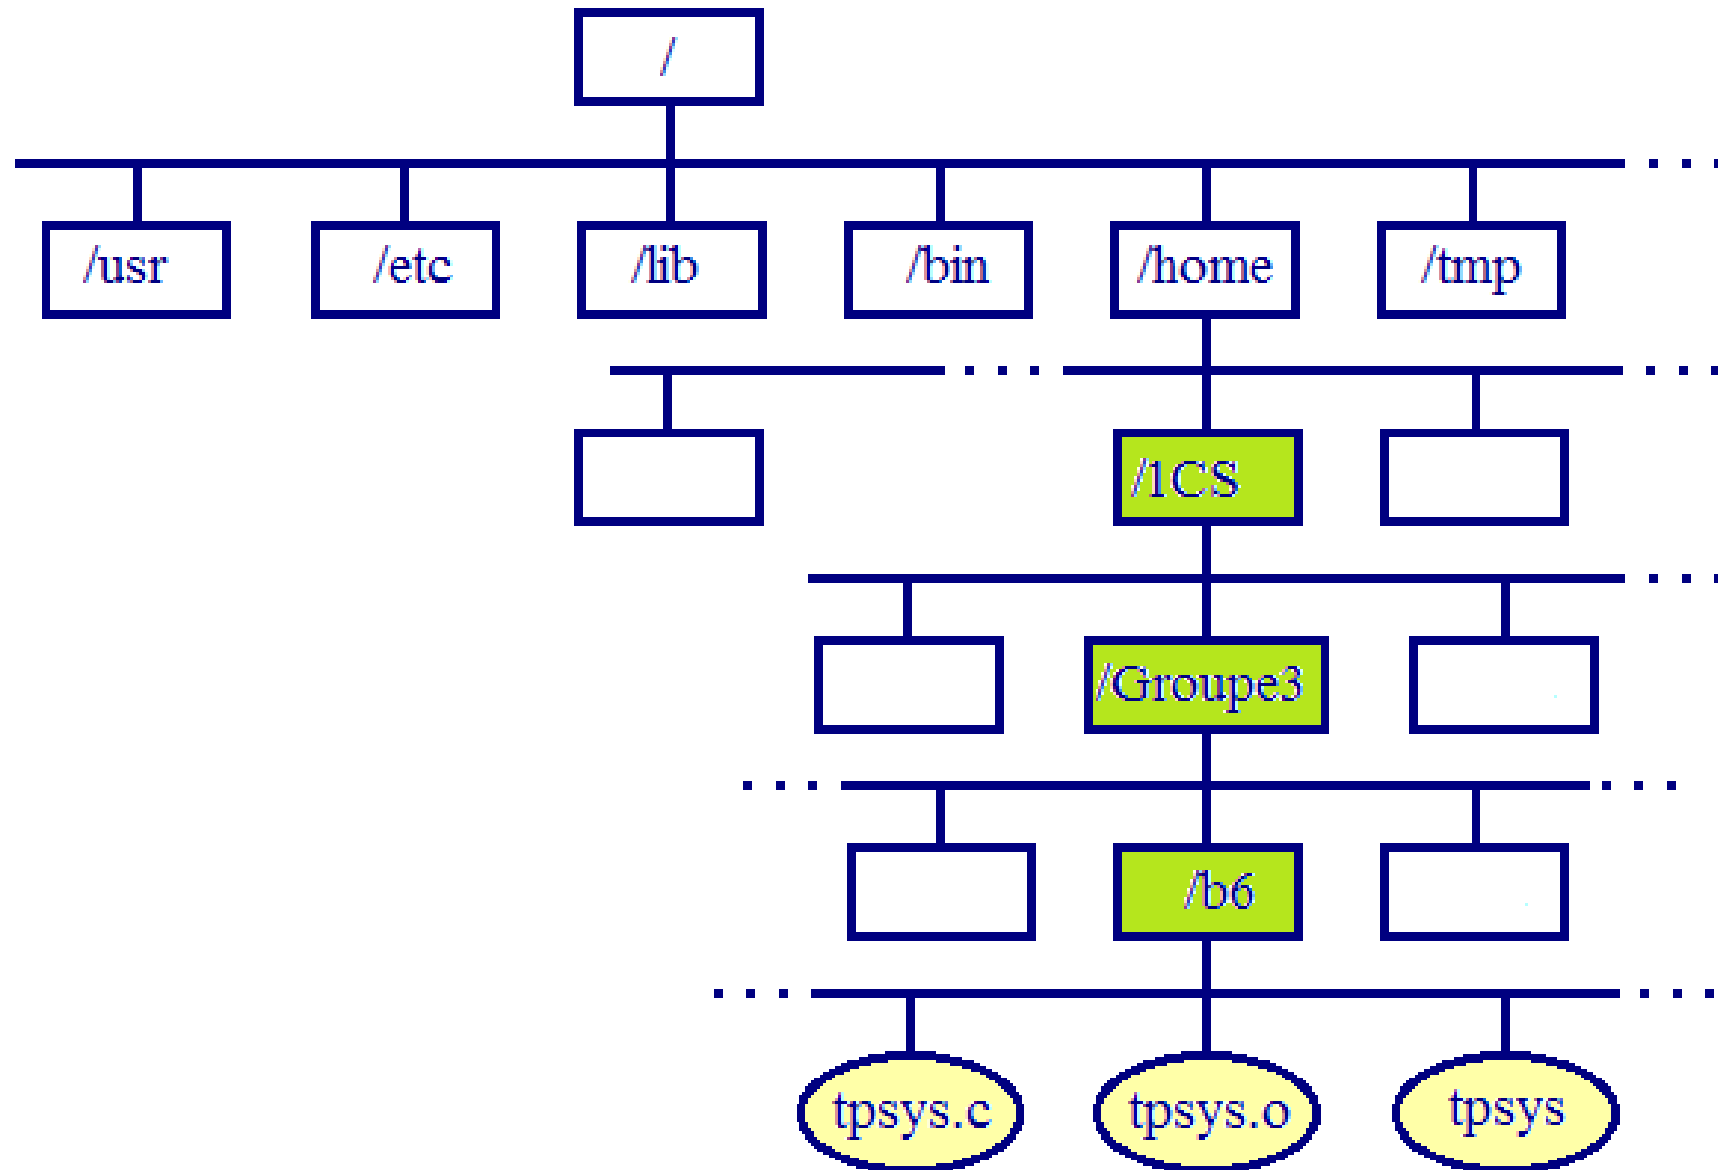 /
/usr
/etc
/lib
/bin
/home
/tmp
/1CS
/Groupe3
/b6
tpsys.c
tpsys.o
tpsys